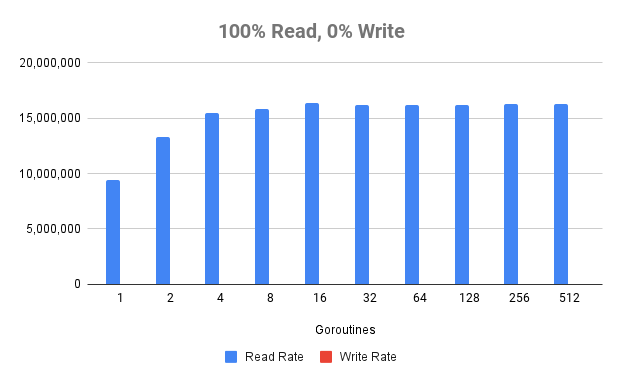 100% Read, 0% Write
20,000,000
15,000,000
10,000,000
5,000,000
0
1 2 4 8 16 32 64 128 256 512
Goroutines
Read Rate Write Rate